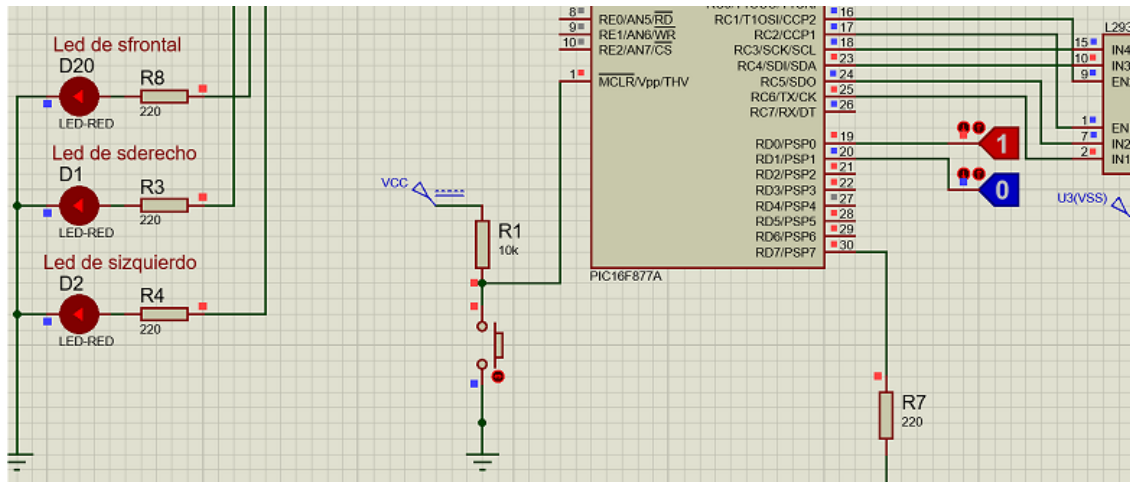 Led de sfrontal
D20
R8
220
LED-RED
Led de sderecho
D1
R3
220
LED-RED
Led de sizquierdo
D2
R4
220
LED-RED
VCC
R1
10k
8
RE0/AN5/RD
9
RE1/AN6/WR
10
RE2/AN7/CS
1
MCLR/Vpp/THV
PIC16F877A
RC1/T1OSI/CCP2
16
RC2/CCP1
17
RC3/SCK/SCL
18
RC4/SDI/SDA
23
RC5/SDO
24
RC6/TX/CK
25
RC7/RX/DT
26
RD0/PSP0
19
RD1/PSP1
20
RD2/PSP2
21
RD3/PSP3
22
RD4/PSP4
27
RD5/PSP5
28
RD6/PSP6
29
RD7/PSP7
30
1
0
R7
220
L293
15
IN4
10
IN3
9
1
EN
7
IN2
2
IN1
U3(VSS)